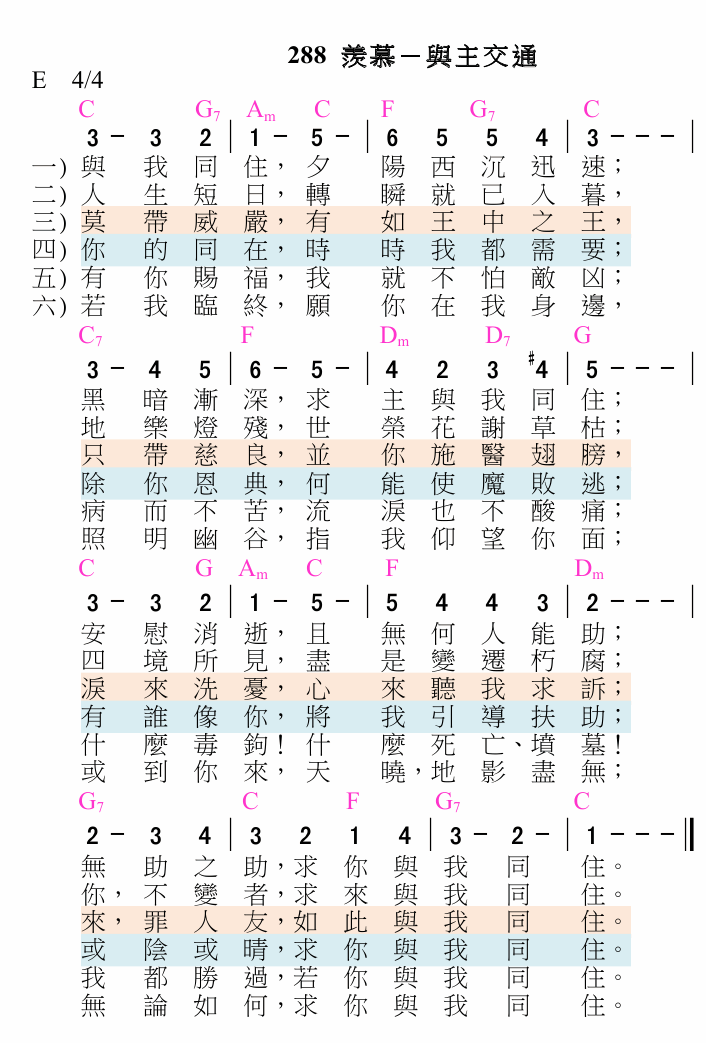 288 羨慕－與主交通
E 4/4
C G7 Am C F G7 C
3 - 3 2 | 1 - 5 - | 6 5 5 4 | 3 - - - |
一) 與我同住，夕陽西沉迅速；
二) 人生短日，轉瞬就已入暮，
三) 莫帶威嚴，有如王中之王，
四) 你的同在，時時我都需要；
五) 有你賜福，我就不怕敵凶；
六) 若我臨終，願你在我身邊，
C7 F Dm D7 G
3 - 4 5 | 6 - 5 - | 4 2 3 #4 | 5 - - - |
黑暗漸深，求主與我同住；
地樂燈殘，世榮花謝草枯；
只帶慈良，並你施醫翅膀，
除你恩典，何能使魔敗逃；
病而不苦，流淚也不酸痛；
照明幽谷，指我仰望你面；
C G Am C F Dm
3 - 3 2 | 1 - 5 - | 5 4 4 3 | 2 - - - |
安慰消逝，且無何人能助；
四境所見，盡是變遷朽腐；
淚來洗憂，心來聽我求訴；
有誰像你，將我引導扶助；
什麼毒鉤！什麼死亡、墳墓！
或到你來，天曉，地影盡無；
G7 C F G7 C
2 - 3 4 | 3 2 1 4 | 3 - 2 - | 1 - - - ||
無助之助，求你與我同住。
你，不變者，求來與我同住。
來，罪人友，如此與我同住。
或陰或晴，求你與我同住。
我都勝過，若你與我同住。
無論如何，求你與我同住。